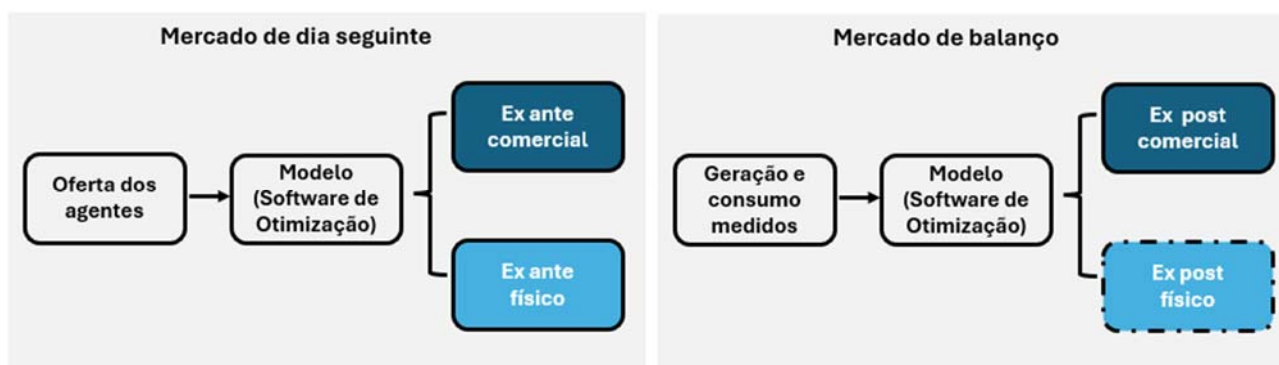 Mercado de dia seguinte
Oferta dos
agentes
Modelo
(Software de
Otimização)
Ex ante
comercial
Ex ante
físico
Mercado de balanço
Geração e
consumo
medidos
Modelo
(Software de
Otimização)
Ex post
comercial
Ex post
físico